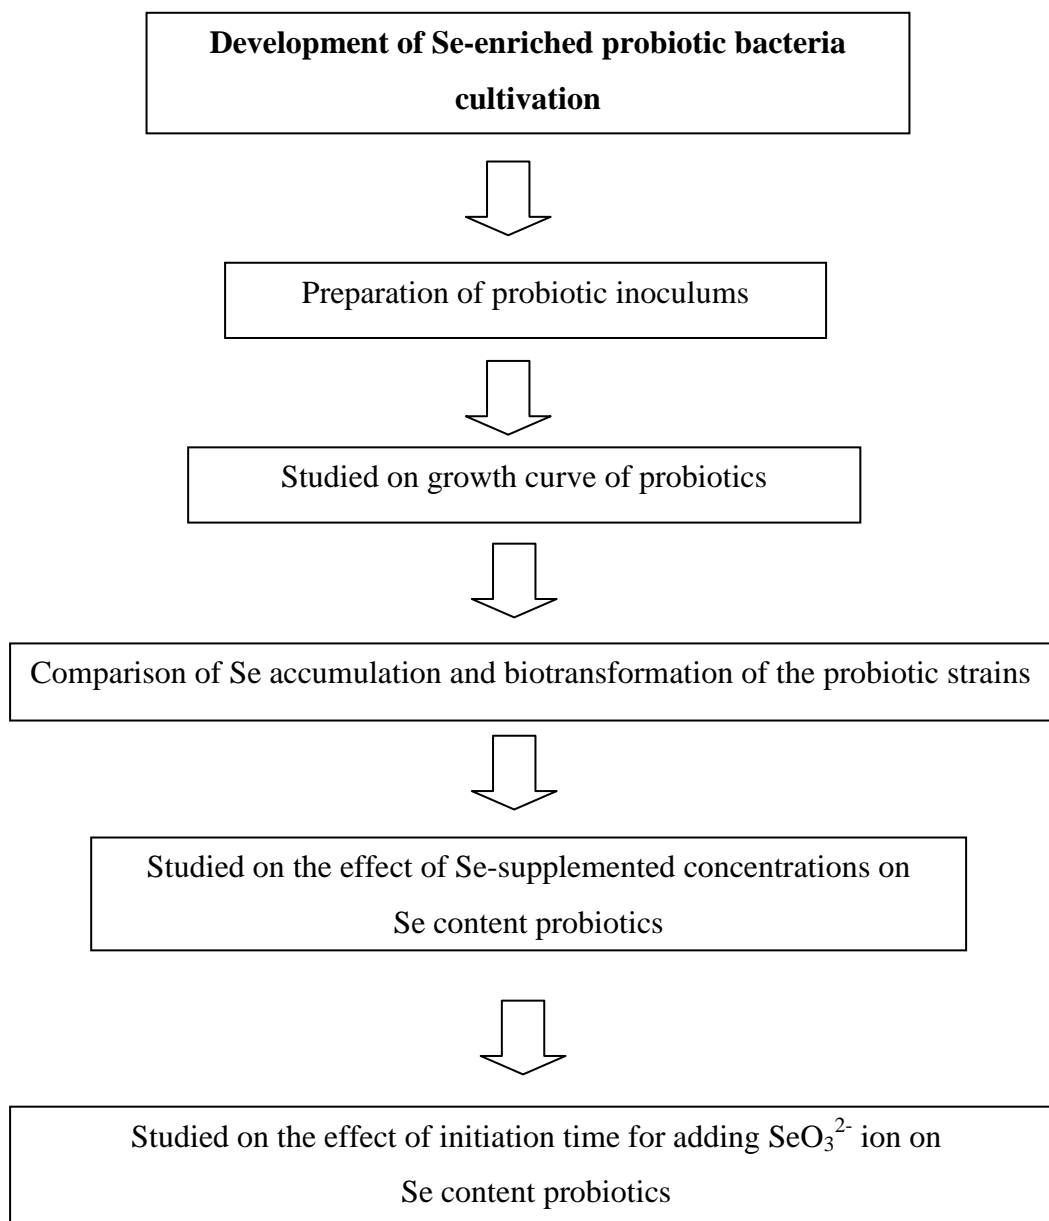 Development of Se-enriched probiotic bacteria
cultivation
Preparation of probiotic inoculums
Studied on growth curve of probiotics
Comparison of Se accumulation and biotransformation of the probiotic strains
Studied on the effect of Se-supplemented concentrations on
Se content probiotics
Studied on the effect of initiation time for adding SeO₃²⁻ ion on
Se content probiotics